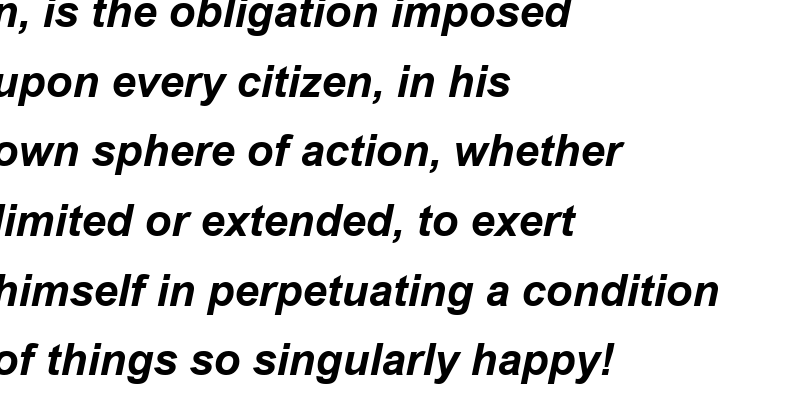 n, is the obligation imposed
upon every citizen, in his
own sphere of action, whether
limited or extended, to exert
himself in perpetuating a condition
of things so singularly happy!